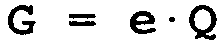 G = e·Q